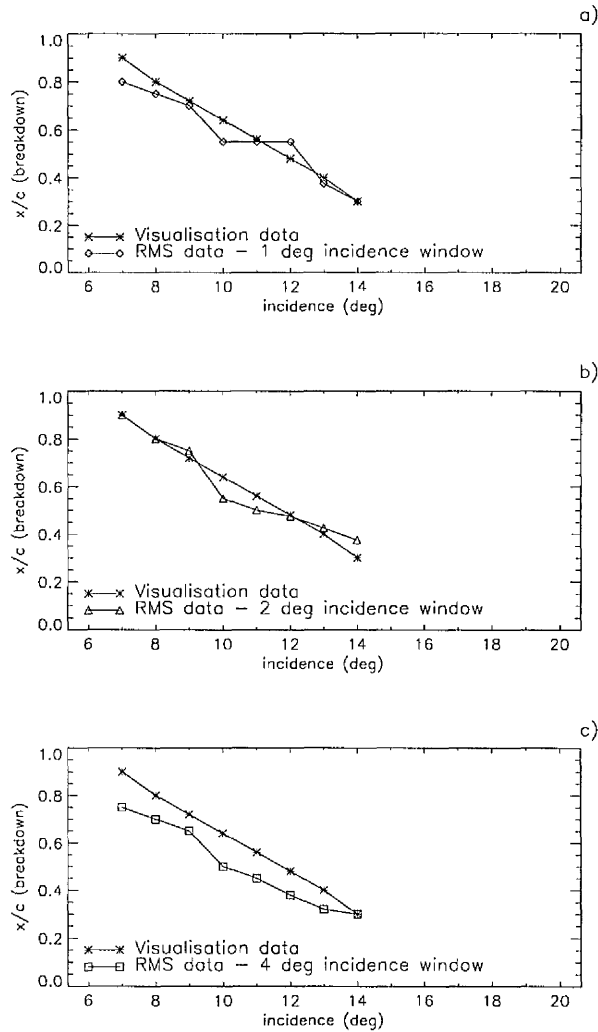 a)
1.0
0.8
0.6
0.4
0.2
0.0
x/c (breakdown)
Visualisation data
RMS data – 1 deg incidence window
6 8 10 12 14 16 18 20
incidence (deg)
b)
1.0
0.8
0.6
0.4
0.2
0.0
x/c (breakdown)
Visualisation data
RMS data – 2 deg incidence window
6 8 10 12 14 16 18 20
incidence (deg)
c)
1.0
0.8
0.6
0.4
0.2
0.0
x/c (breakdown)
Visualisation data
RMS data – 4 deg incidence window
6 8 10 12 14 16 18 20
incidence (deg)